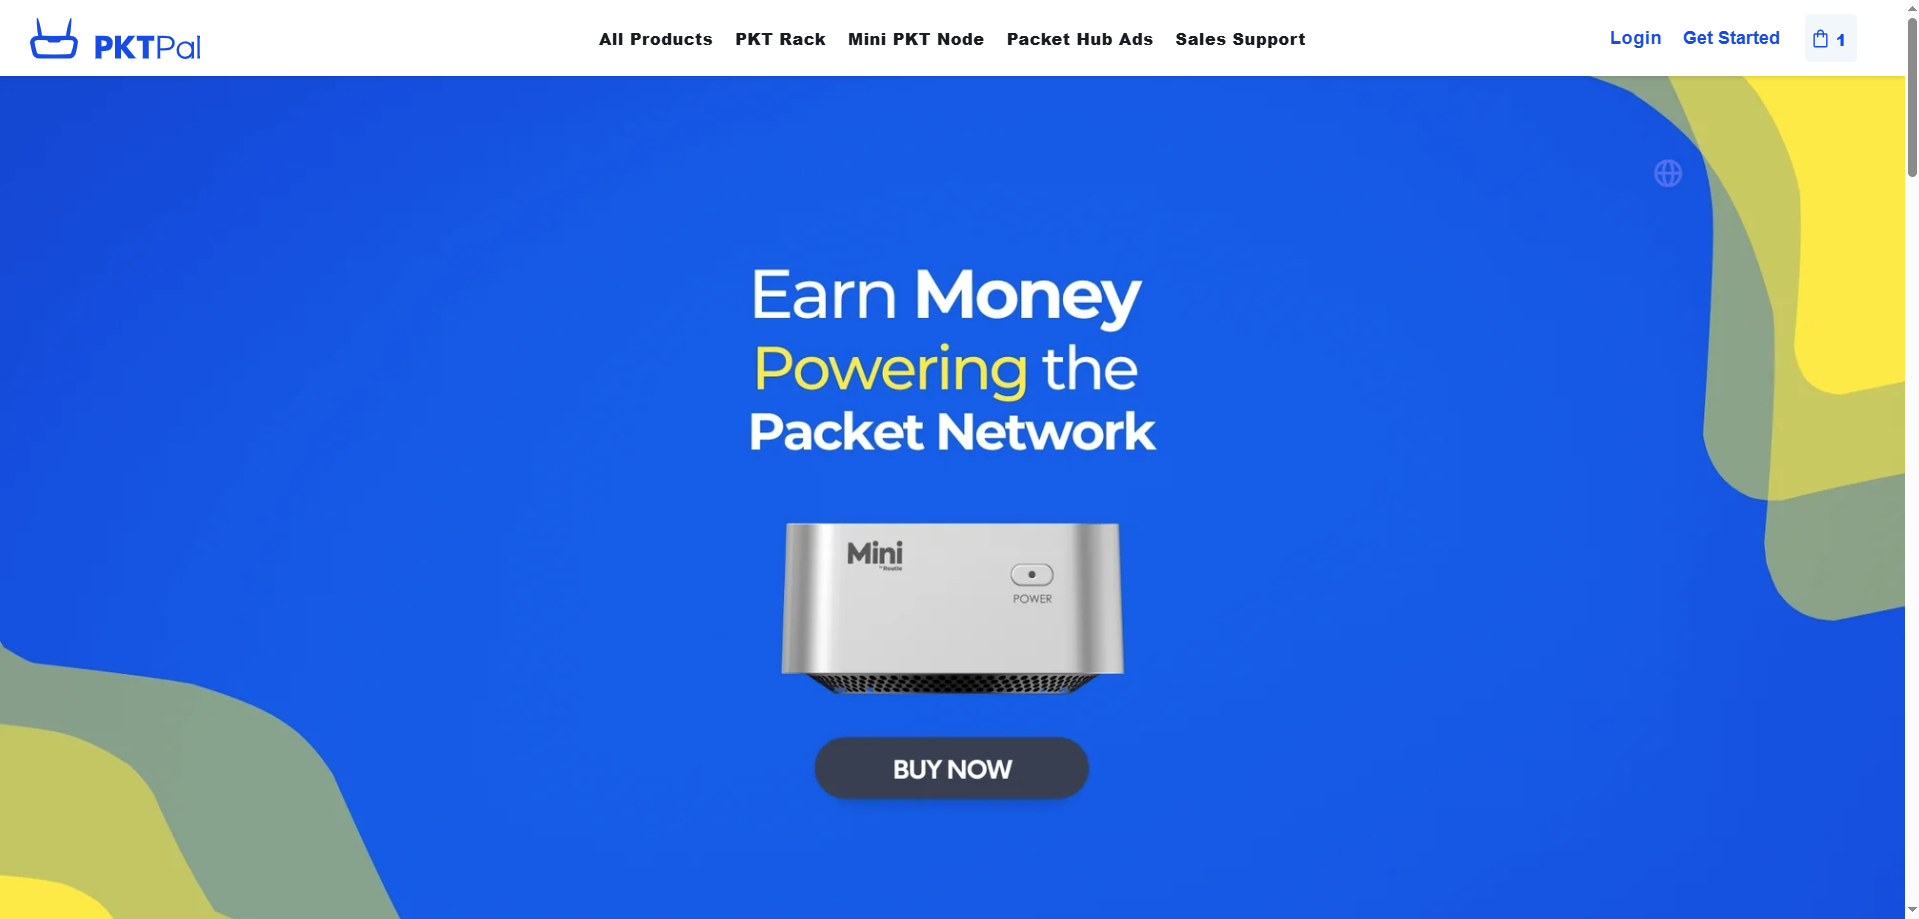 PKTPal
All Products PKT Rack Mini PKT Node Packet Hub Ads Sales Support
Login Get Started 1
Earn Money
Powering the
Packet Network
Mini
POWER
BUY NOW